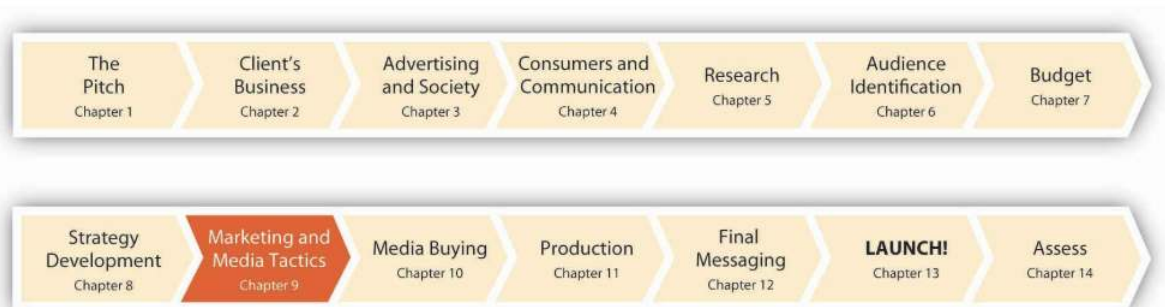 The
Pitch
Chapter 1
Client's
Business
Chapter 2
Advertising
and Society
Chapter 3
Consumers and
Communication
Chapter 4
Research
Chapter 5
Audience
Identification
Chapter 6
Budget
Chapter 7
Strategy
Development
Chapter 8
Marketing and
Media Tactics
Chapter 9
Media Buying
Chapter 10
Production
Chapter 11
Final
Messaging
Chapter 12
LAUNCH!
Chapter 13
Assess
Chapter 14